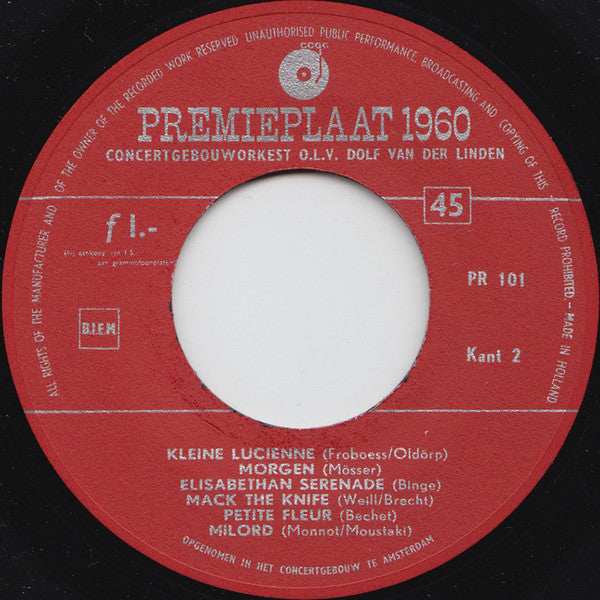 ALL RIGHTS OF THE MANUFACTURER AND OF THE OWNER OF THE RECORDED WORK RESERVED UNAUTHORISED PUBLIC PERFORMANCE, BROADCASTING AND COPYING OF THIS RECORD PROHIBITED - MADE IN HOLLAND
CCGC
PREMIEPLAAT 1960
CONCERTGEBOUWORKEST O.L.V. DOLF VAN DER LINDEN
45
f 1.-
aan grammofoonplaten
PR 101
B.I.E.M.
Kant 2
KLEINE LUCIENNE (Froboess/Oldörp)
MORGEN (Mösser)
ELISABETHAN SERENADE (Binge)
MACK THE KNIFE (Weill/Brecht)
PETITE FLEUR (Bechet)
MILORD (Monnot/Moustaki)
OPGENOMEN IN HET CONCERTGEBOUW TE AMSTERDAM